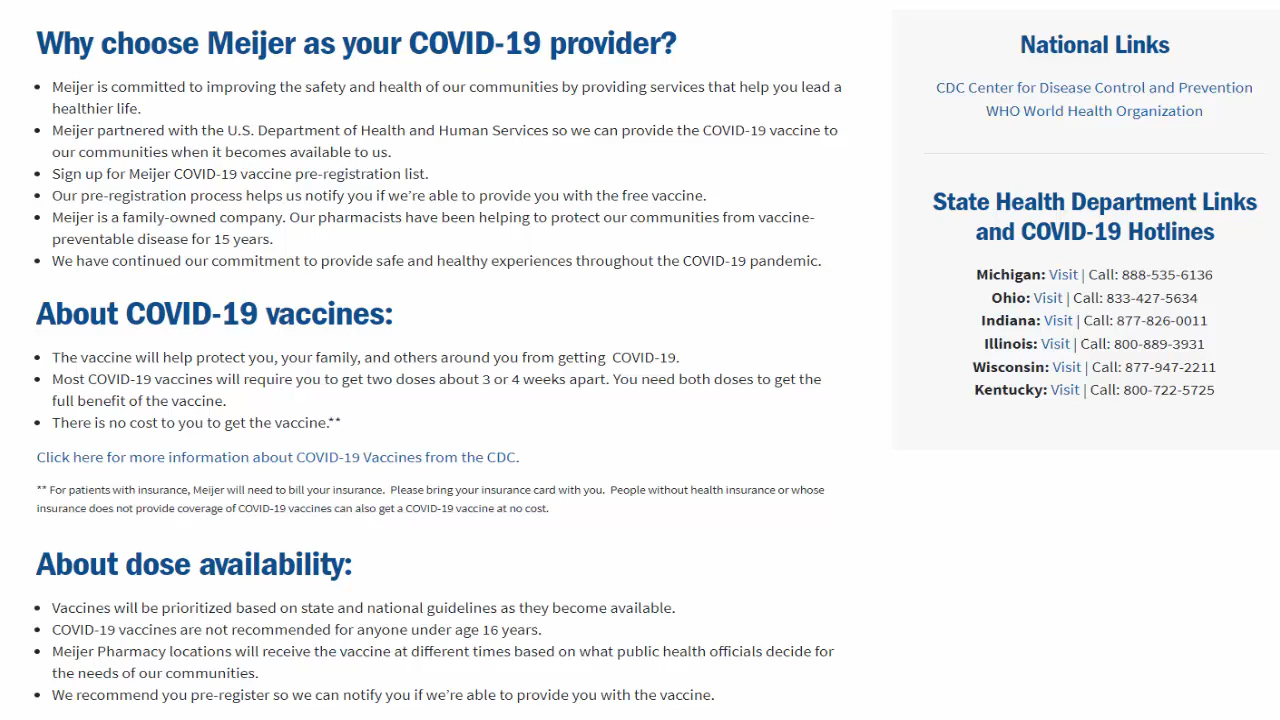 Why choose Meijer as your COVID-19 provider?
• Meijer is committed to improving the safety and health of our communities by providing services that help you lead a
healthier life.
• Meijer partnered with the U.S. Department of Health and Human Services so we can provide the COVID-19 vaccine to
our communities when it becomes available to us.
• Sign up for Meijer COVID-19 vaccine pre-registration list.
• Our pre-registration process helps us notify you if we’re able to provide you with the free vaccine.
• Meijer is a family-owned company. Our pharmacists have been helping to protect our communities from vaccine-
preventable disease for 15 years.
• We have continued our commitment to provide safe and healthy experiences throughout the COVID-19 pandemic.
About COVID-19 vaccines:
• The vaccine will help protect you, your family, and others around you from getting COVID-19.
• Most COVID-19 vaccines will require you to get two doses about 3 or 4 weeks apart. You need both doses to get the
full benefit of the vaccine.
• There is no cost to you to get the vaccine.**
Click here for more information about COVID-19 Vaccines from the CDC.
** For patients with insurance, Meijer will need to bill your insurance. Please bring your insurance card with you. People without health insurance or whose
insurance does not provide coverage of COVID-19 vaccines can also get a COVID-19 vaccine at no cost.
About dose availability:
• Vaccines will be prioritized based on state and national guidelines as they become available.
• COVID-19 vaccines are not recommended for anyone under age 16 years.
• Meijer Pharmacy locations will receive the vaccine at different times based on what public health officials decide for
the needs of our communities.
• We recommend you pre-register so we can notify you if we’re able to provide you with the vaccine.
National Links
CDC Center for Disease Control and Prevention
WHO World Health Organization
State Health Department Links
and COVID-19 Hotlines
Michigan: Visit | Call: 888-535-6136
Ohio: Visit | Call: 833-427-5634
Indiana: Visit | Call: 877-826-0011
Illinois: Visit | Call: 800-889-3931
Wisconsin: Visit | Call: 877-947-2211
Kentucky: Visit | Call: 800-722-5725